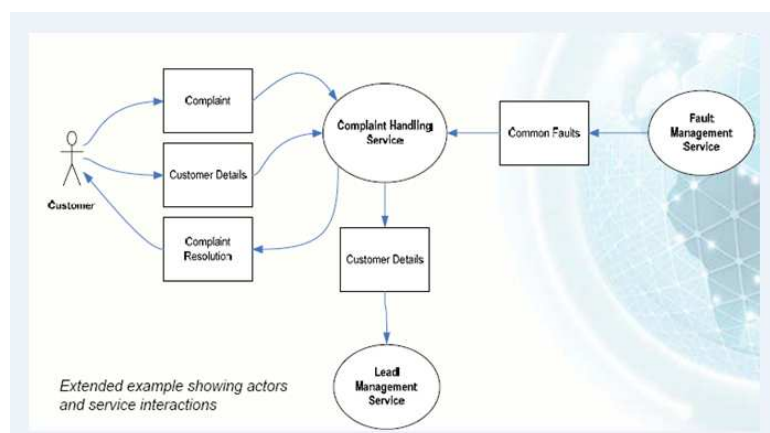 Complaint
Customer Details
Complaint
Resolution
Customer
Complaint Handling
Service
Common Faults
Fault
Management
Service
Customer Details
Lead
Management
Service
Extended example showing actors
and service interactions